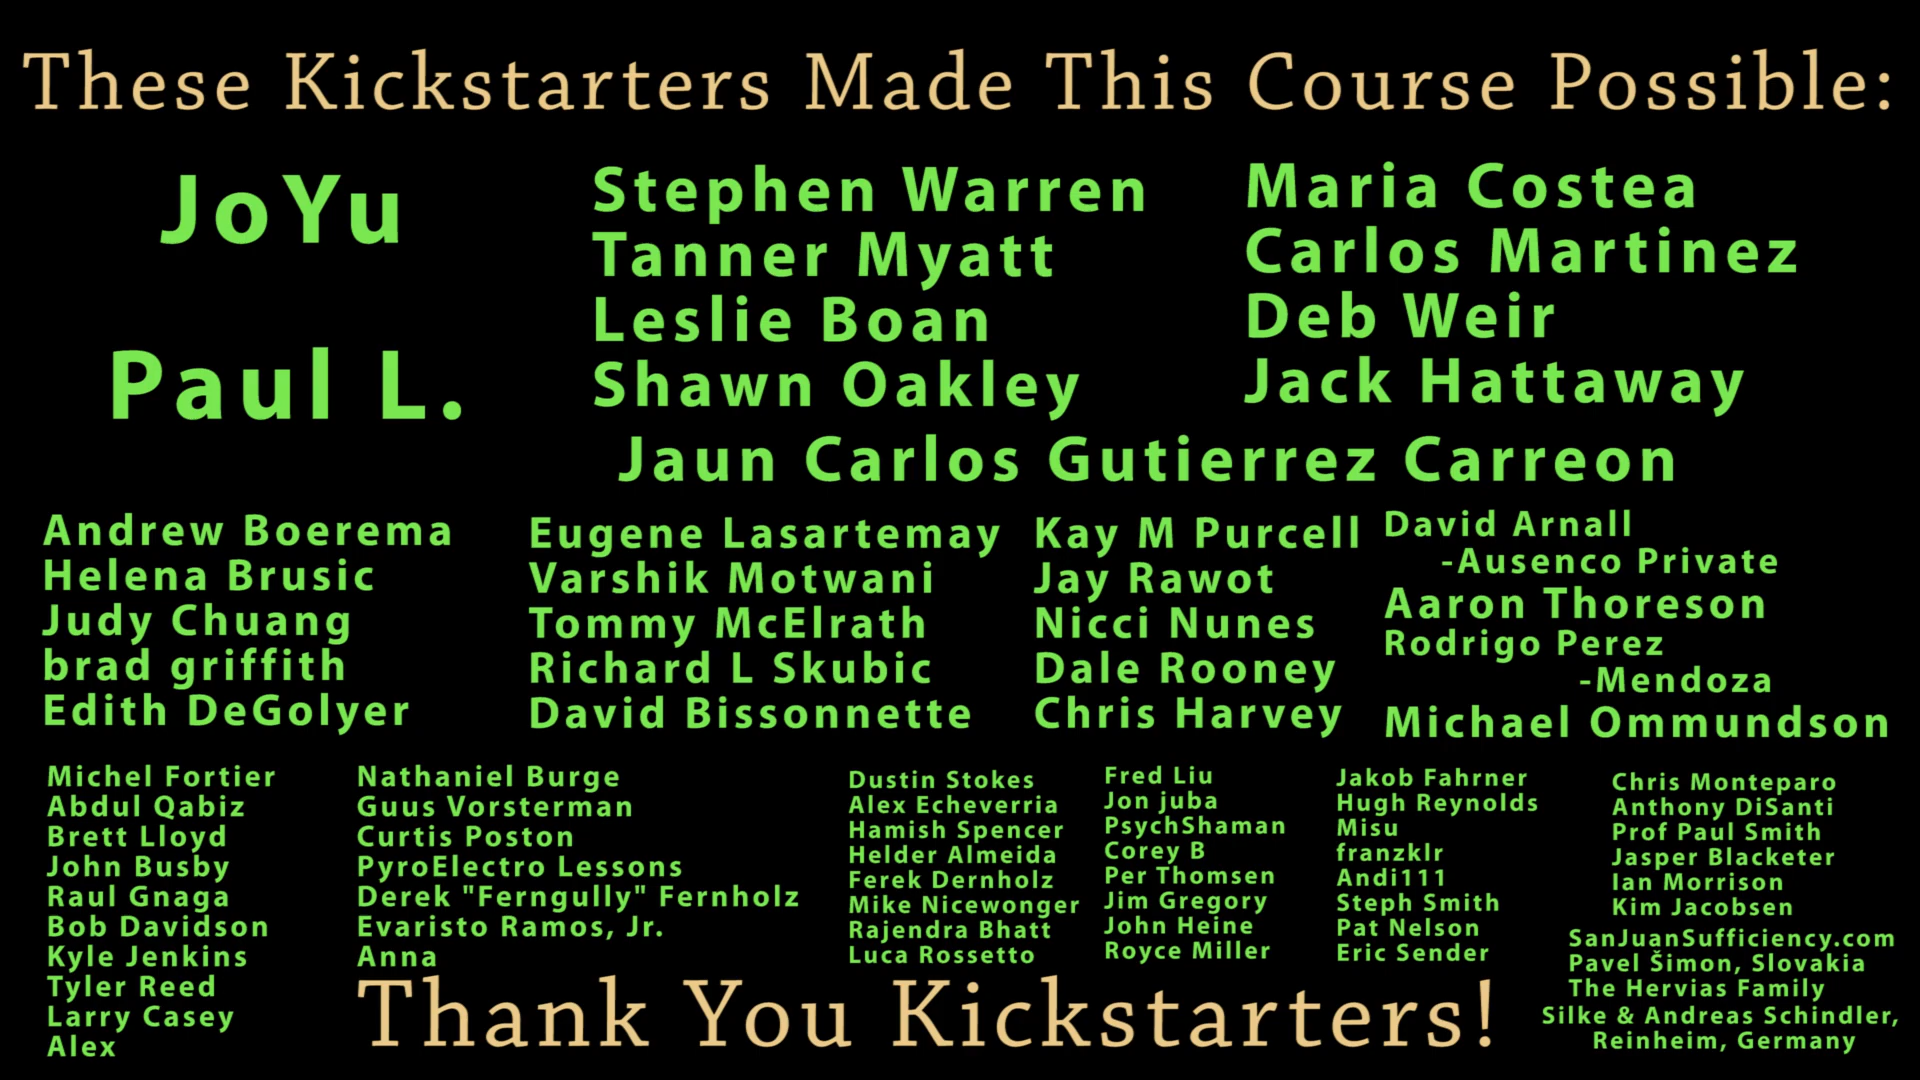 These Kickstarters Made This Course Possible:
JoYu
Paul L.
Stephen Warren
Tanner Myatt
Leslie Boan
Shawn Oakley
Maria Costea
Carlos Martinez
Deb Weir
Jack Hattaway
Jaun Carlos Gutierrez Carreon
Andrew Boerema
Helena Brusic
Judy Chuang
brad griffith
Edith DeGolyer
Eugene Lasartemay
Varshik Motwani
Tommy McElrath
Richard L Skubic
David Bissonnette
Kay M Purcell
Jay Rawot
Nicci Nunes
Dale Rooney
Chris Harvey
David Arnall
-Ausenco Private
Aaron Thoreson
Rodrigo Perez
-Mendoza
Michael Ommundson
Michel Fortier
Abdul Qabiz
Brett Lloyd
John Busby
Raul Gnaga
Bob Davidson
Kyle Jenkins
Tyler Reed
Larry Casey
Alex
Nathaniel Burge
Guus Vorsterman
Curtis Poston
PyroElectro Lessons
Derek "Ferngully" Fernholz
Evaristo Ramos, Jr.
Anna
Dustin Stokes
Alex Echeverria
Hamish Spencer
Helder Almeida
Ferek Dernholz
Mike Nicewonger
Rajendra Bhatt
Luca Rossetto
Fred Liu
Jon juba
PsychShaman
Corey B
Per Thomsen
Jim Gregory
John Heine
Royce Miller
Jakob Fahrner
Hugh Reynolds
Misu
franzklr
Andi111
Steph Smith
Pat Nelson
Eric Sender
Chris Monteparo
Anthony DiSanti
Prof Paul Smith
Jasper Blacketer
Ian Morrison
Kim Jacobsen
SanJuanSufficiency.com
Pavel Šimon, Slovakia
The Hervias Family
Silke & Andreas Schindler,
Reinheim, Germany
Thank You Kickstarters!